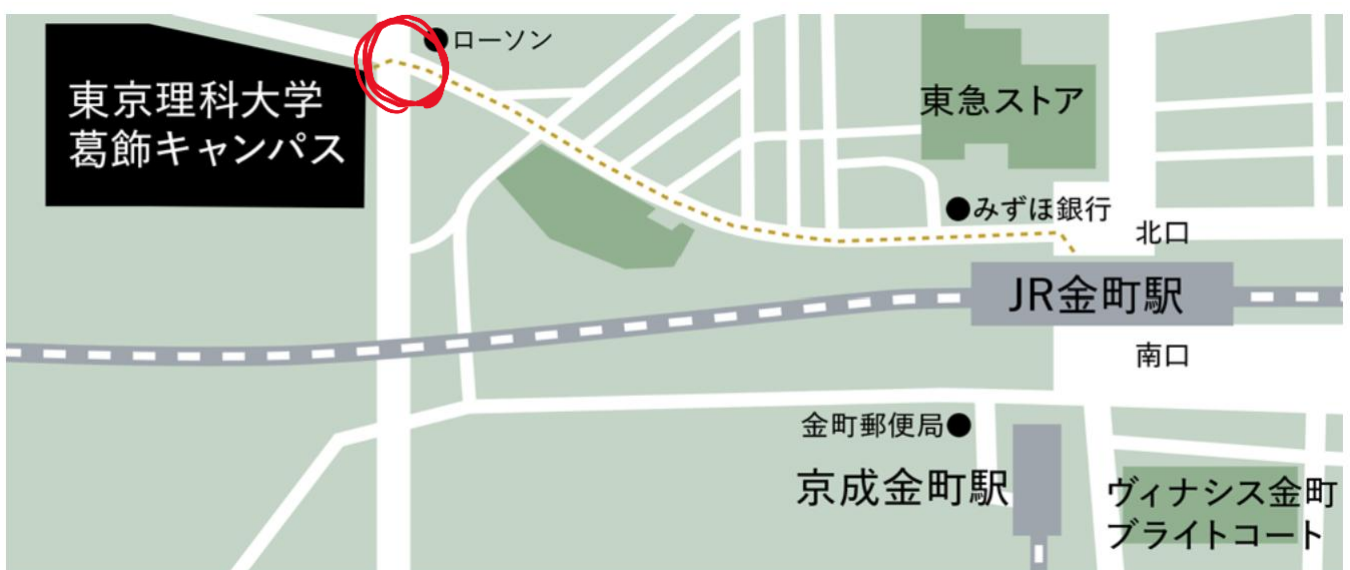 ローソン
東京理科大学
葛飾キャンパス
東急ストア
みずほ銀行
北口
JR金町駅
南口
金町郵便局
京成金町駅
ヴィナシス金町
ブライトコート